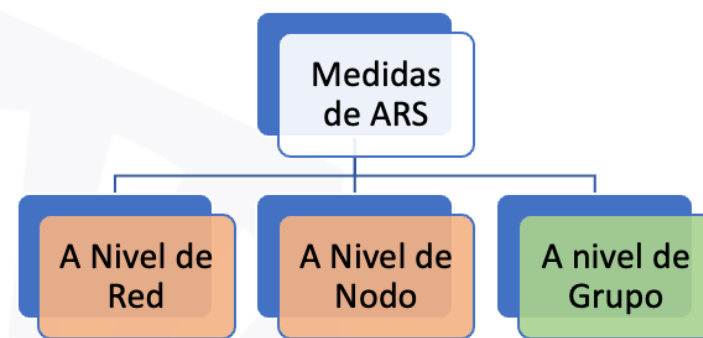 Medidas
de ARS
A Nivel de
Red
A Nivel de
Nodo
A nivel de
Grupo